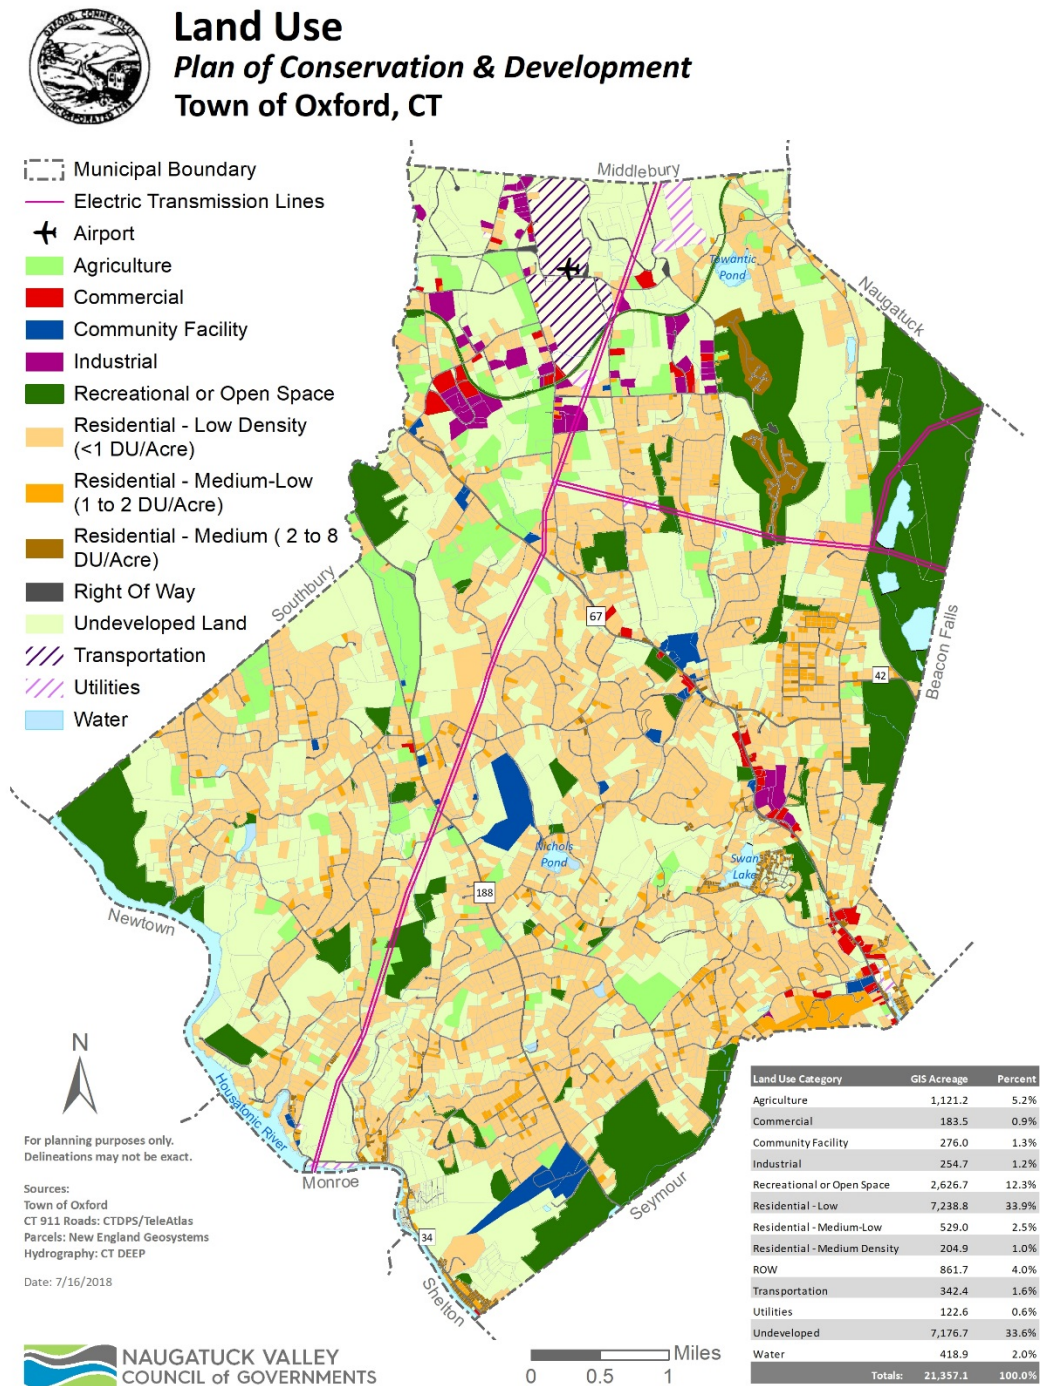 OXFORD, CONNECTICUT
INCORPORATED 1798
Land Use
Plan of Conservation & Development
Town of Oxford, CT
Municipal Boundary
Electric Transmission Lines
Airport
Agriculture
Commercial
Community Facility
Industrial
Recreational or Open Space
Residential - Low Density
(<1 DU/Acre)
Residential - Medium-Low
(1 to 2 DU/Acre)
Residential - Medium ( 2 to 8
DU/Acre)
Right Of Way
Undeveloped Land
Transportation
Utilities
Water
Middlebury
Towantic
Pond
Naugatuck
Southbury
67
Beacon Falls
42
Nichols
Pond
Swan
Lake
188
Newtown
Housatonic River
Monroe
Seymour
34
Shelton
N
For planning purposes only.
Delineations may not be exact.
Sources:
Town of Oxford
CT 911 Roads: CTDPS/TeleAtlas
Parcels: New England Geosystems
Hydrography: CT DEEP
Date: 7/16/2018
Land Use Category GIS Acreage Percent
Agriculture 1,121.2 5.2%
Commercial 183.5 0.9%
Community Facility 276.0 1.3%
Industrial 254.7 1.2%
Recreational or Open Space 2,626.7 12.3%
Residential - Low 7,238.8 33.9%
Residential - Medium-Low 529.0 2.5%
Residential - Medium Density 204.9 1.0%
ROW 861.7 4.0%
Transportation 342.4 1.6%
Utilities 122.6 0.6%
Undeveloped 7,176.7 33.6%
Water 418.9 2.0%
Totals: 21,357.1 100.0%
NAUGATUCK VALLEY
COUNCIL of GOVERNMENTS
Miles
0 0.5 1